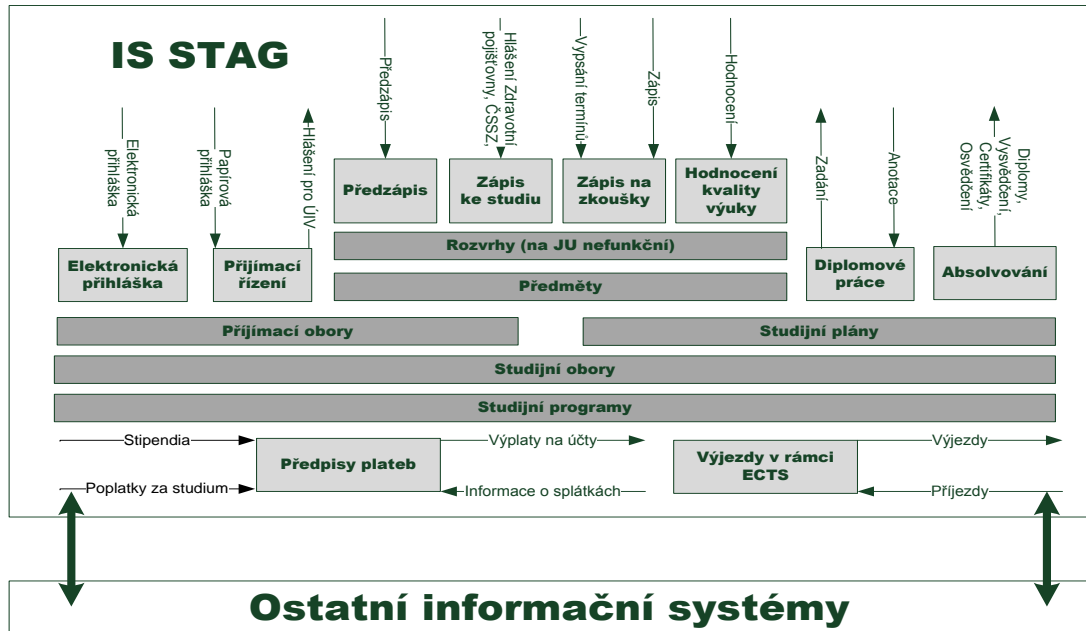 IS STAG
Předzápis
Hlášení Zdravotní
pojišťovny, ČSSZ,
Vypsání termínů
Zápis
Hodnocení
Elektronická
přihláška
Papírová
přihláška
Hlášení pro ÚIV
Zadání
Anotace
Diplomy,
Vysvědčení,
Certifikáty,
Osvědčení
Předzápis
Zápis
ke studiu
Zápis na
zkoušky
Hodnocení
kvality
výuky
Rozvrhy (na JU nefunkční)
Elektronická
přihláška
Přijímací
řízení
Předměty
Diplomové
práce
Absolvování
Příjímací obory
Studijní plány
Studijní obory
Studijní programy
Stipendia
Poplatky za studium
Předpisy plateb
Výplaty na účty
Informace o splátkách
Výjezdy v rámci
ECTS
Výjezdy
Příjezdy
Ostatní informační systémy